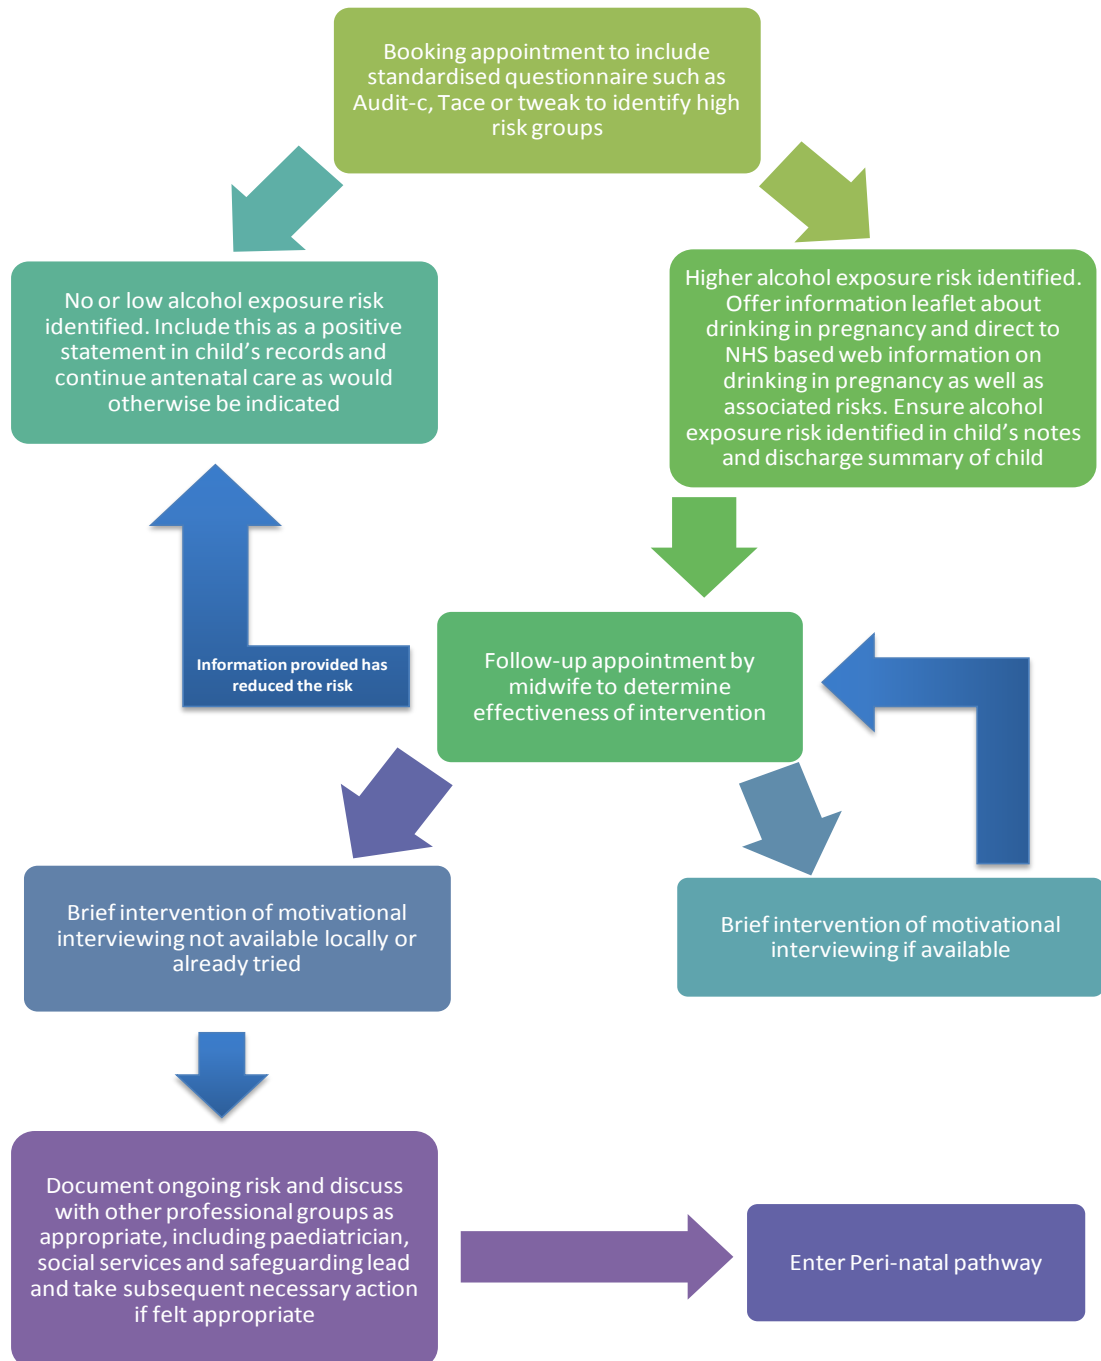 Booking appointment to include
standardised questionnaire such as
Audit-c, Tace or tweak to identify high
risk groups
No or low alcohol exposure risk
identified. Include this as a positive
statement in child’s records and
continue antenatal care as would
otherwise be indicated
Higher alcohol exposure risk identified.
Offer information leaflet about
drinking in pregnancy and direct to
NHS based web information on
drinking in pregnancy as well as
associated risks. Ensure alcohol
exposure risk identified in child’s notes
and discharge summary of child
Information provided has
reduced the risk
Follow-up appointment by
midwife to determine
effectiveness of intervention
Brief intervention of motivational
interviewing not available locally or
already tried
Brief intervention of motivational
interviewing if available
Document ongoing risk and discuss
with other professional groups as
appropriate, including paediatrician,
social services and safeguarding lead
and take subsequent necessary action
if felt appropriate
Enter Peri-natal pathway